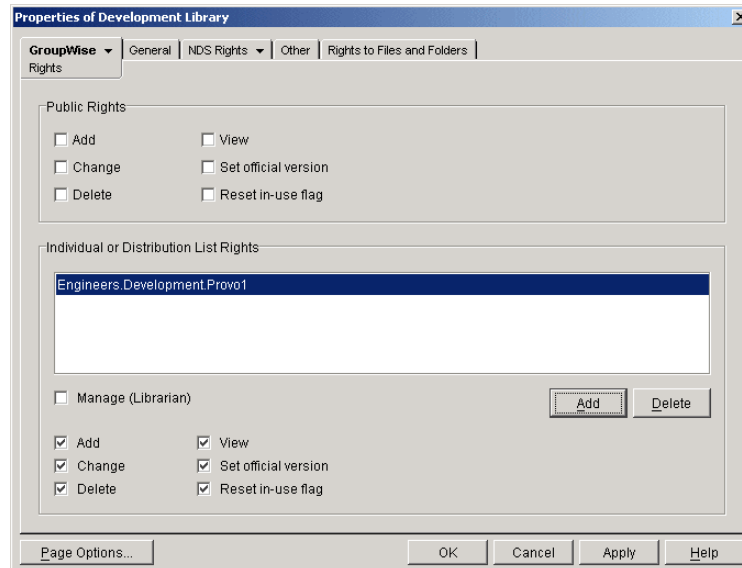 Properties of Development Library
GroupWise General NDS Rights Other Rights to Files and Folders
Rights
Public Rights
Add View
Change Set official version
Delete Reset in-use flag
Individual or Distribution List Rights
Engineers.Development.Provo1
Manage (Librarian) Add Delete
Add View
Change Set official version
Delete Reset in-use flag
Page Options... OK Cancel Apply Help